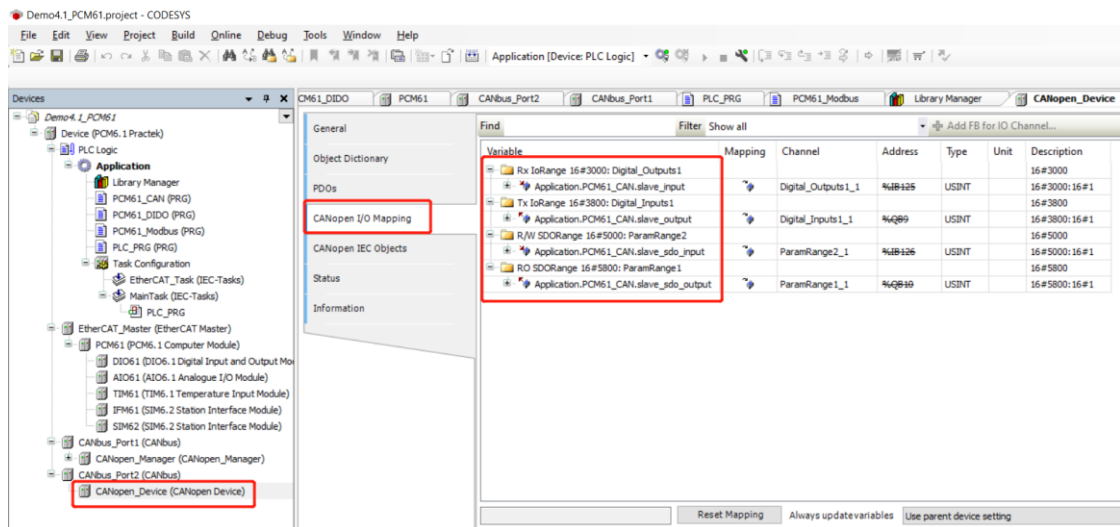 Demo4.1_PCM61.project - CODESYS
File Edit View Project Build Online Debug Tools Window Help
Application [Device: PLC Logic]
Devices
CM61_DIDO PCM61 CANbus_Port2 CANbus_Port1 PLC_PRG PCM61_Modbus Library Manager CANopen_Device
Demo4.1_PCM61
Device (PCM6.1 Practek)
PLC Logic
Application
Library Manager
PCM61_CAN (PRG)
PCM61_DIDO (PRG)
PCM61_Modbus (PRG)
PLC_PRG (PRG)
Task Configuration
EtherCAT_Task (IEC-Tasks)
MainTask (IEC-Tasks)
PLC_PRG
EtherCAT_Master (EtherCAT Master)
PCM61 (PCM6.1 Computer Module)
DIO61 (DIO6.1 Digital Input and Output Mo
AIO61 (AIO6.1 Analogue I/O Module)
TIM61 (TIM6.1 Temperature Input Module)
IFM61 (SIM6.2 Station Interface Module)
SIM62 (SIM6.2 Station Interface Module)
CANbus_Port1 (CANbus)
CANopen_Manager (CANopen_Manager)
CANbus_Port2 (CANbus)
CANopen_Device (CANopen Device)
General
Object Dictionary
PDOs
CANopen I/O Mapping
CANopen IEC Objects
Status
Information
Find Filter Show all Add FB for IO Channel...
Variable Mapping Channel Address Type Unit Description
Rx IoRange 16#3000: Digital_Outputs1 16#3000
Application.PCM61_CAN.slave_input Digital_Outputs1_1 %IB125 USINT 16#3000:16#1
Tx IoRange 16#3800: Digital_Inputs1 16#3800
Application.PCM61_CAN.slave_output Digital_Inputs1_1 %QB9 USINT 16#3800:16#1
R/W SDORange 16#5000: ParamRange2 16#5000
Application.PCM61_CAN.slave_sdo_input ParamRange2_1 %IB126 USINT 16#5000:16#1
RO SDORange 16#5800: ParamRange1 16#5800
Application.PCM61_CAN.slave_sdo_output ParamRange1_1 %QB10 USINT 16#5800:16#1
Reset Mapping Always update variables Use parent device setting